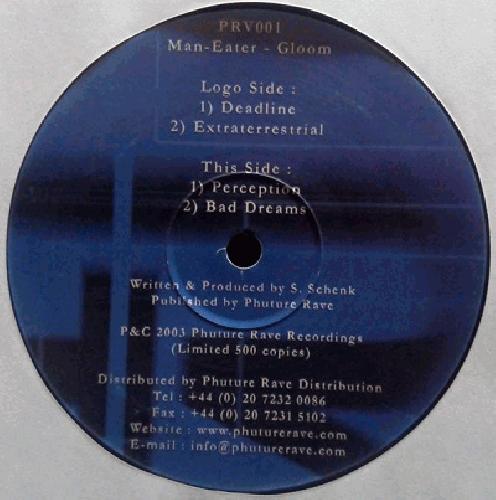 PRV001
Man-Eater - Gloom
Logo Side :
1) Deadline
2) Extraterrestrial
This Side :
1) Perception
2) Bad Dreams
Written & Produced by S. Schenk
Published by Phuture Rave
P&C 2003 Phuture Rave Recordings
(Limited 500 copies)
Distributed by Phuture Rave Distribution
Tel : +44 (0) 20 7232 0086
Fax : +44 (0) 20 7231 5102
Website : www.phuturerave.com
E-mail : info@phuturerave.com